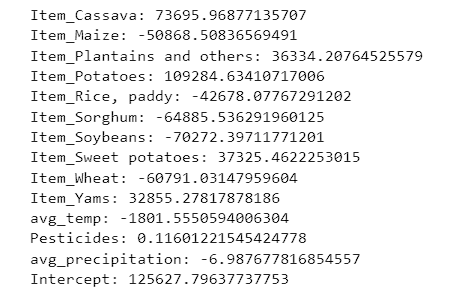 Item_Cassava: 73695.96877135707
Item_Maize: -50868.50836569491
Item_Plantains and others: 36334.20764525579
Item_Potatoes: 109284.63410717006
Item_Rice, paddy: -42678.07767291202
Item_Sorghum: -64885.536291960125
Item_Soybeans: -70272.39711771201
Item_Sweet potatoes: 37325.4622253015
Item_Wheat: -60791.03147959604
Item_Yams: 32855.27817878186
avg_temp: -1801.5550594006304
Pesticides: 0.11601221545424778
avg_precipitation: -6.987677816854557
Intercept: 125627.79637737753